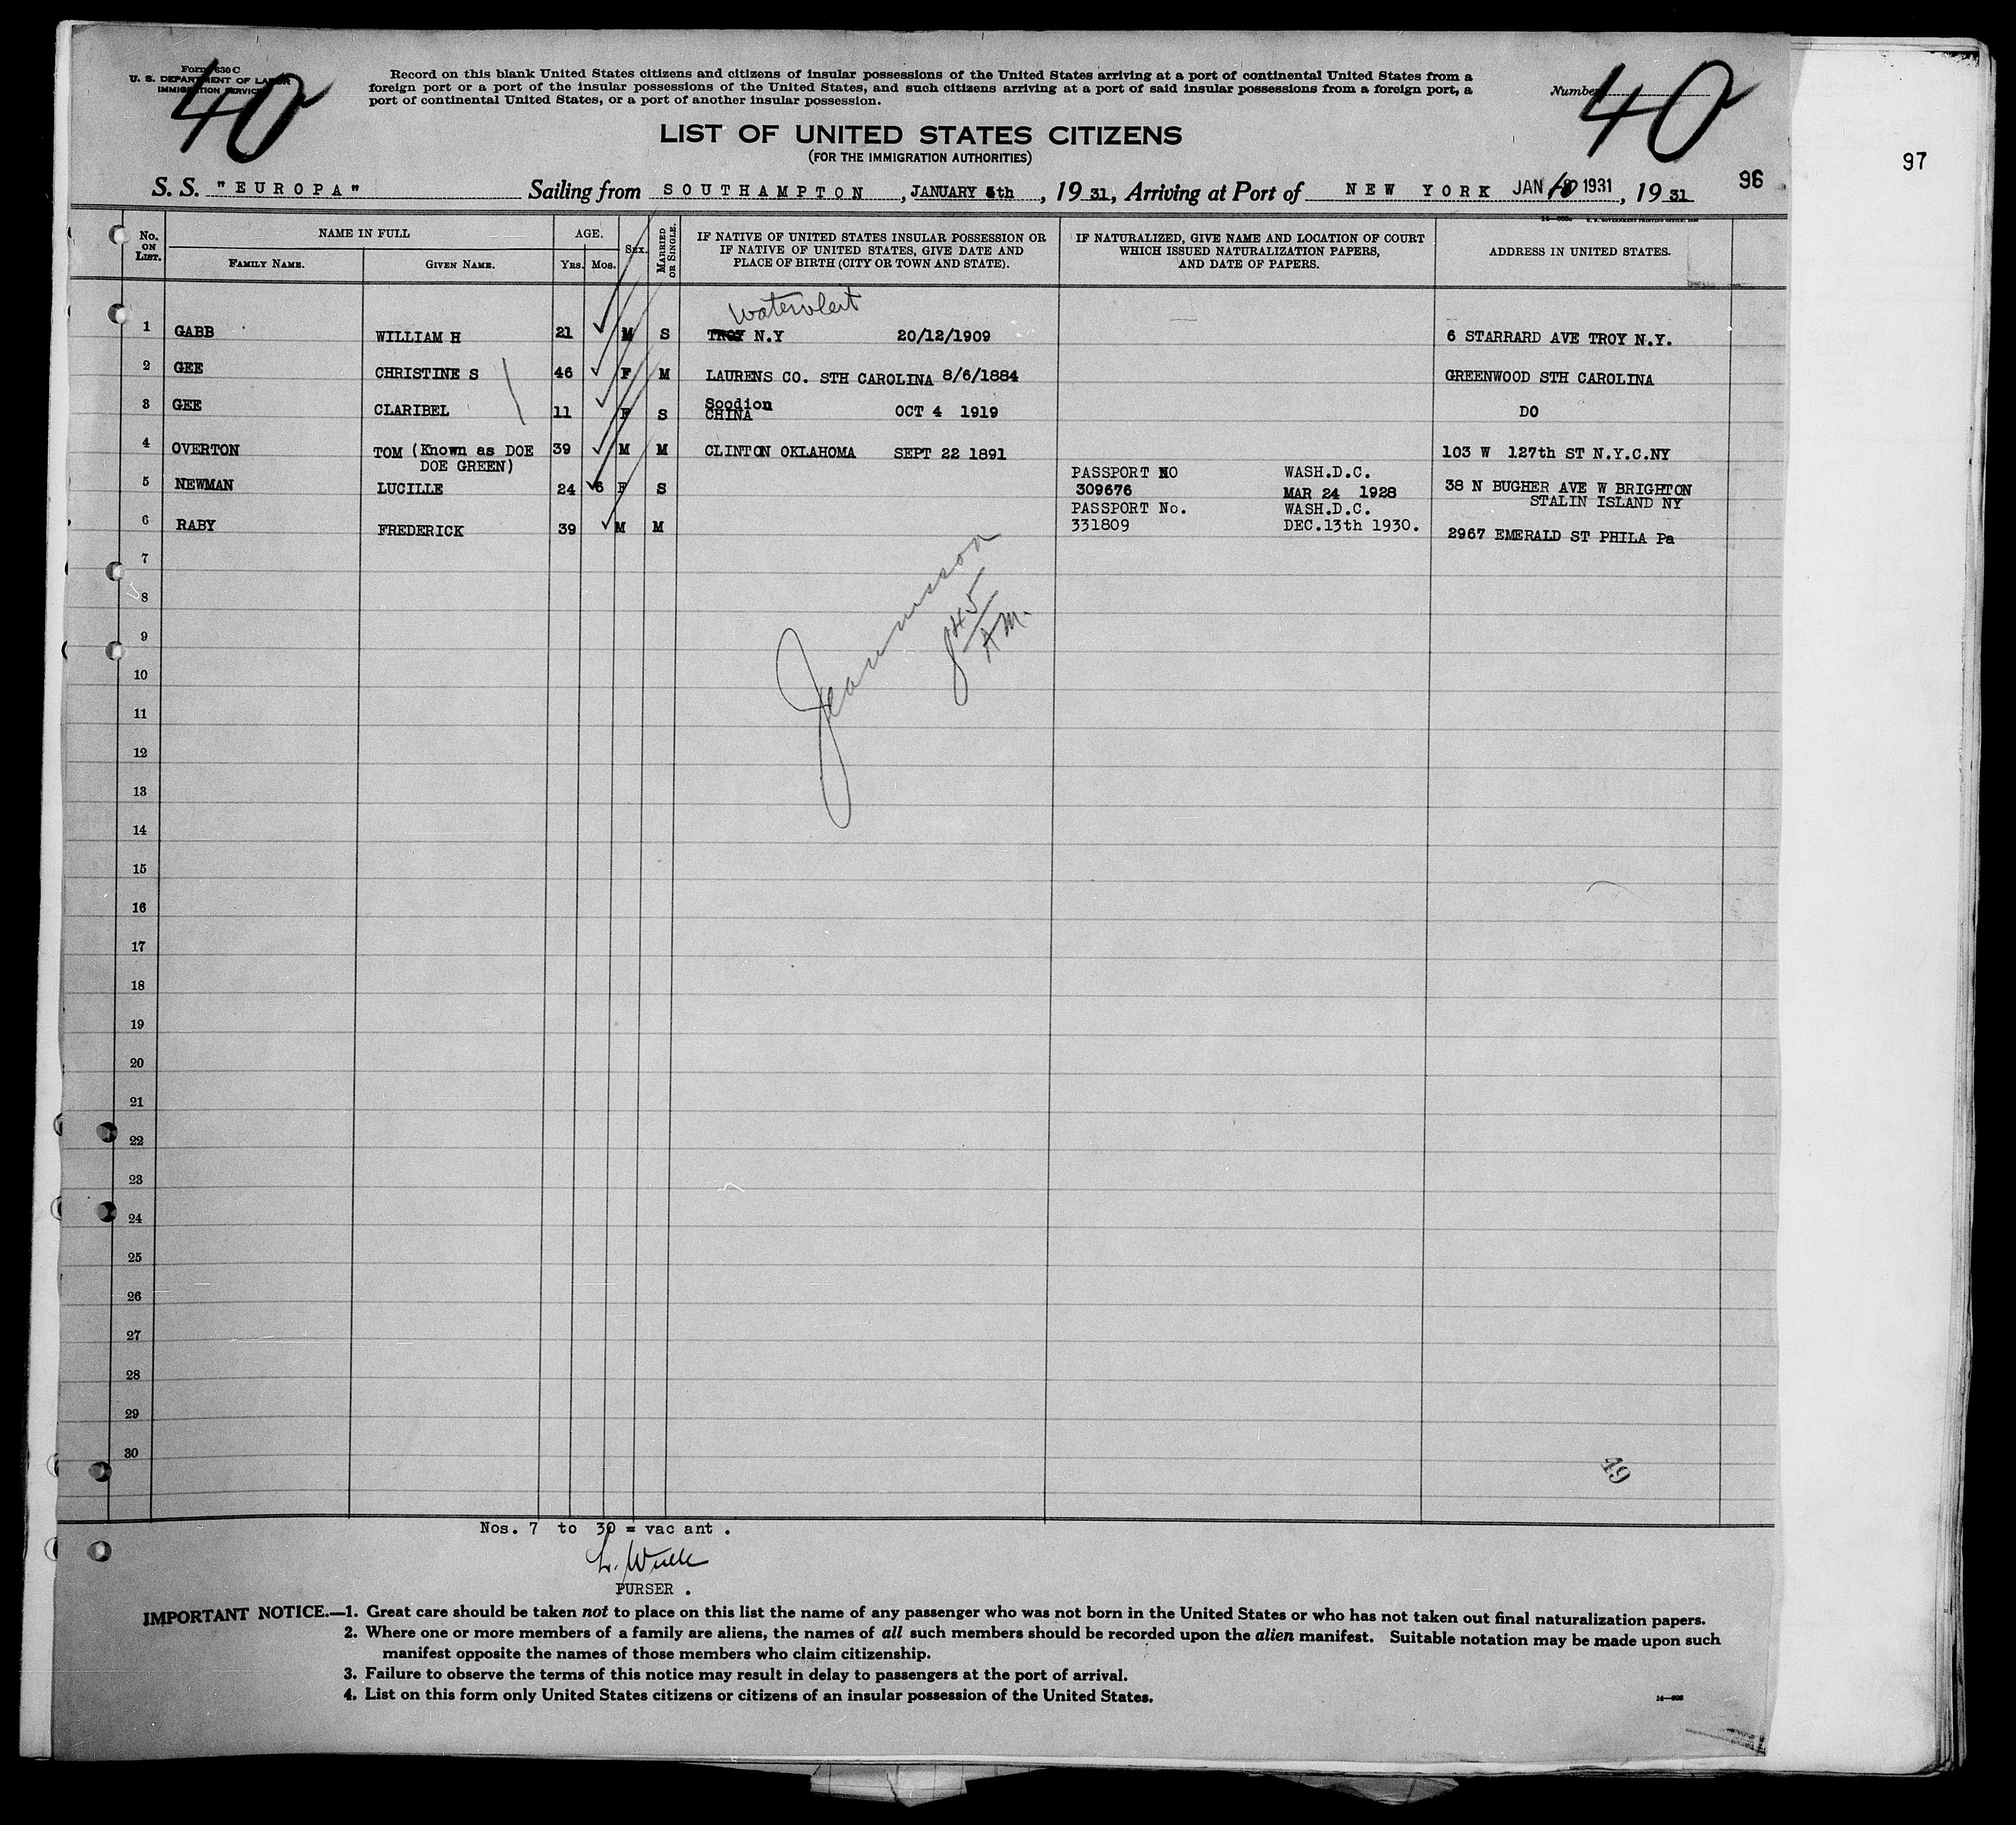 Form 630 C
U. S. DEPARTMENT OF LABOR
IMMIGRATION SERVICE
40
Record on this blank United States citizens and citizens of insular possessions of the United States arriving at a port of continental United States from a
foreign port or a port of the insular possessions of the United States, and such citizens arriving at a port of said insular possessions from a foreign port, a
port of continental United States, or a port of another insular possession.
Number
40
LIST OF UNITED STATES CITIZENS
(FOR THE IMMIGRATION AUTHORITIES)
97
96
S. S. "EUROPA" Sailing from SOUTHAMPTON, JANUARY 5th, 1931, Arriving at Port of NEW YORK JAN 10 1931, 1931
No. ON LIST. NAME IN FULL AGE. Sex. MARRIED OR SINGLE. IF NATIVE OF UNITED STATES INSULAR POSSESSION OR IF NATIVE OF UNITED STATES, GIVE DATE AND PLACE OF BIRTH (CITY OR TOWN AND STATE). IF NATURALIZED, GIVE NAME AND LOCATION OF COURT WHICH ISSUED NATURALIZATION PAPERS, AND DATE OF PAPERS. ADDRESS IN UNITED STATES.
FAMILY NAME. GIVEN NAME. Yrs. Mos.
Watervleit
1 GABB WILLIAM H 21 M S TROY N.Y 20/12/1909 6 STARRARD AVE TROY N.Y.
2 GEE CHRISTINE S 46 F M LAURENS CO. STH CAROLINA 8/6/1884 GREENWOOD STH CAROLINA
Soodion
3 GEE CLARIBEL 11 F S CHINA OCT 4 1919 DO
4 OVERTON TOM (Known as DOE 39 M M CLINTON OKLAHOMA SEPT 22 1891 103 W 127th ST N.Y.C.NY
DOE GREEN)
PASSPORT NO WASH.D.C.
5 NEWMAN LUCILLE 24 6 F S 309676 MAR 24 1928 38 N BUGHER AVE W BRIGHTON
STALIN ISLAND NY
PASSPORT No. WASH.D.C.
6 RABY FREDERICK 39 M M 331809 DEC.13th 1930. 2967 EMERALD ST PHILA Pa
7
8
845
AM.
9
10
11
12
13
14
15
16
17
18
19
20
21
22
23
24
25
26
27
28
29
30
49
Nos. 7 to 30 = vac ant .
PURSER .
IMPORTANT NOTICE.—1. Great care should be taken not to place on this list the name of any passenger who was not born in the United States or who has not taken out final naturalization papers.
2. Where one or more members of a family are aliens, the names of all such members should be recorded upon the alien manifest. Suitable notation may be made upon such
manifest opposite the names of those members who claim citizenship.
3. Failure to observe the terms of this notice may result in delay to passengers at the port of arrival.
4. List on this form only United States citizens or citizens of an insular possession of the United States.